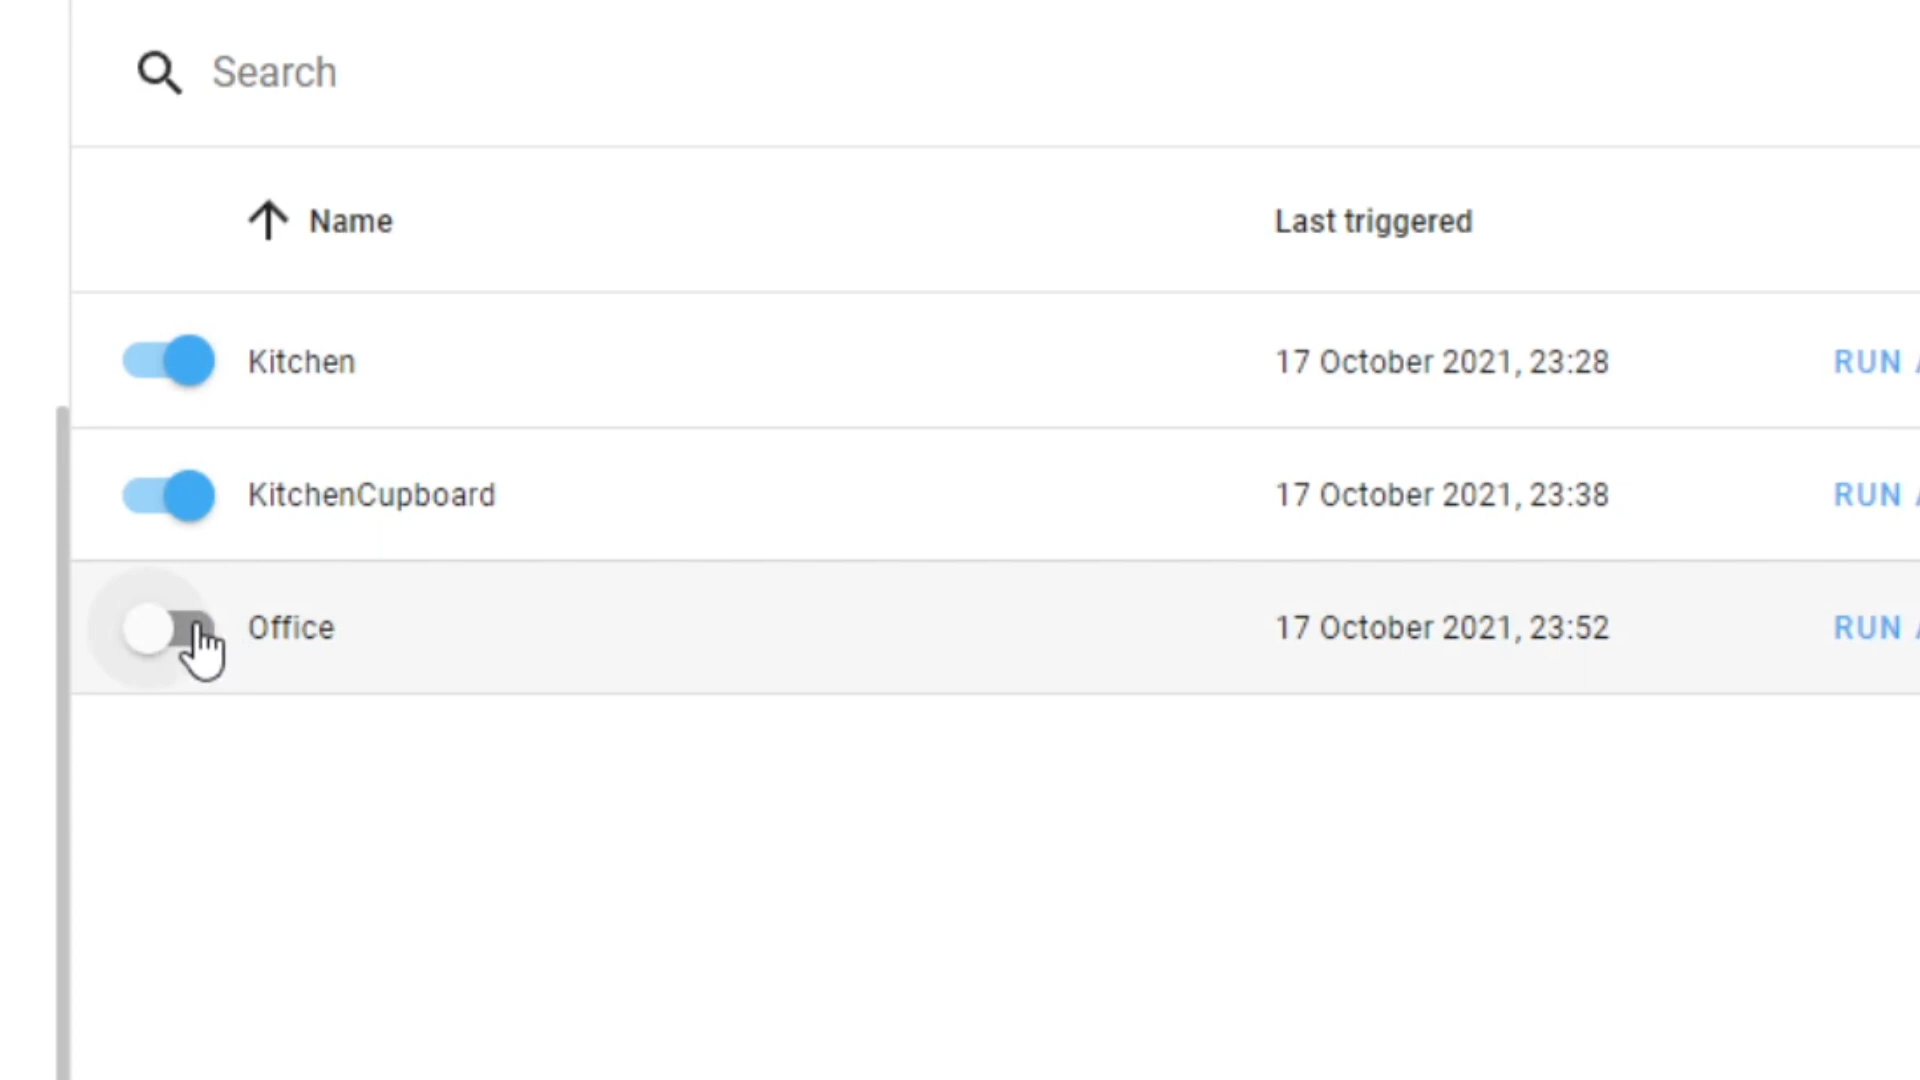 Search
Name Last triggered
Kitchen 17 October 2021, 23:28 RUN
KitchenCupboard 17 October 2021, 23:38 RUN
Office 17 October 2021, 23:52 RUN